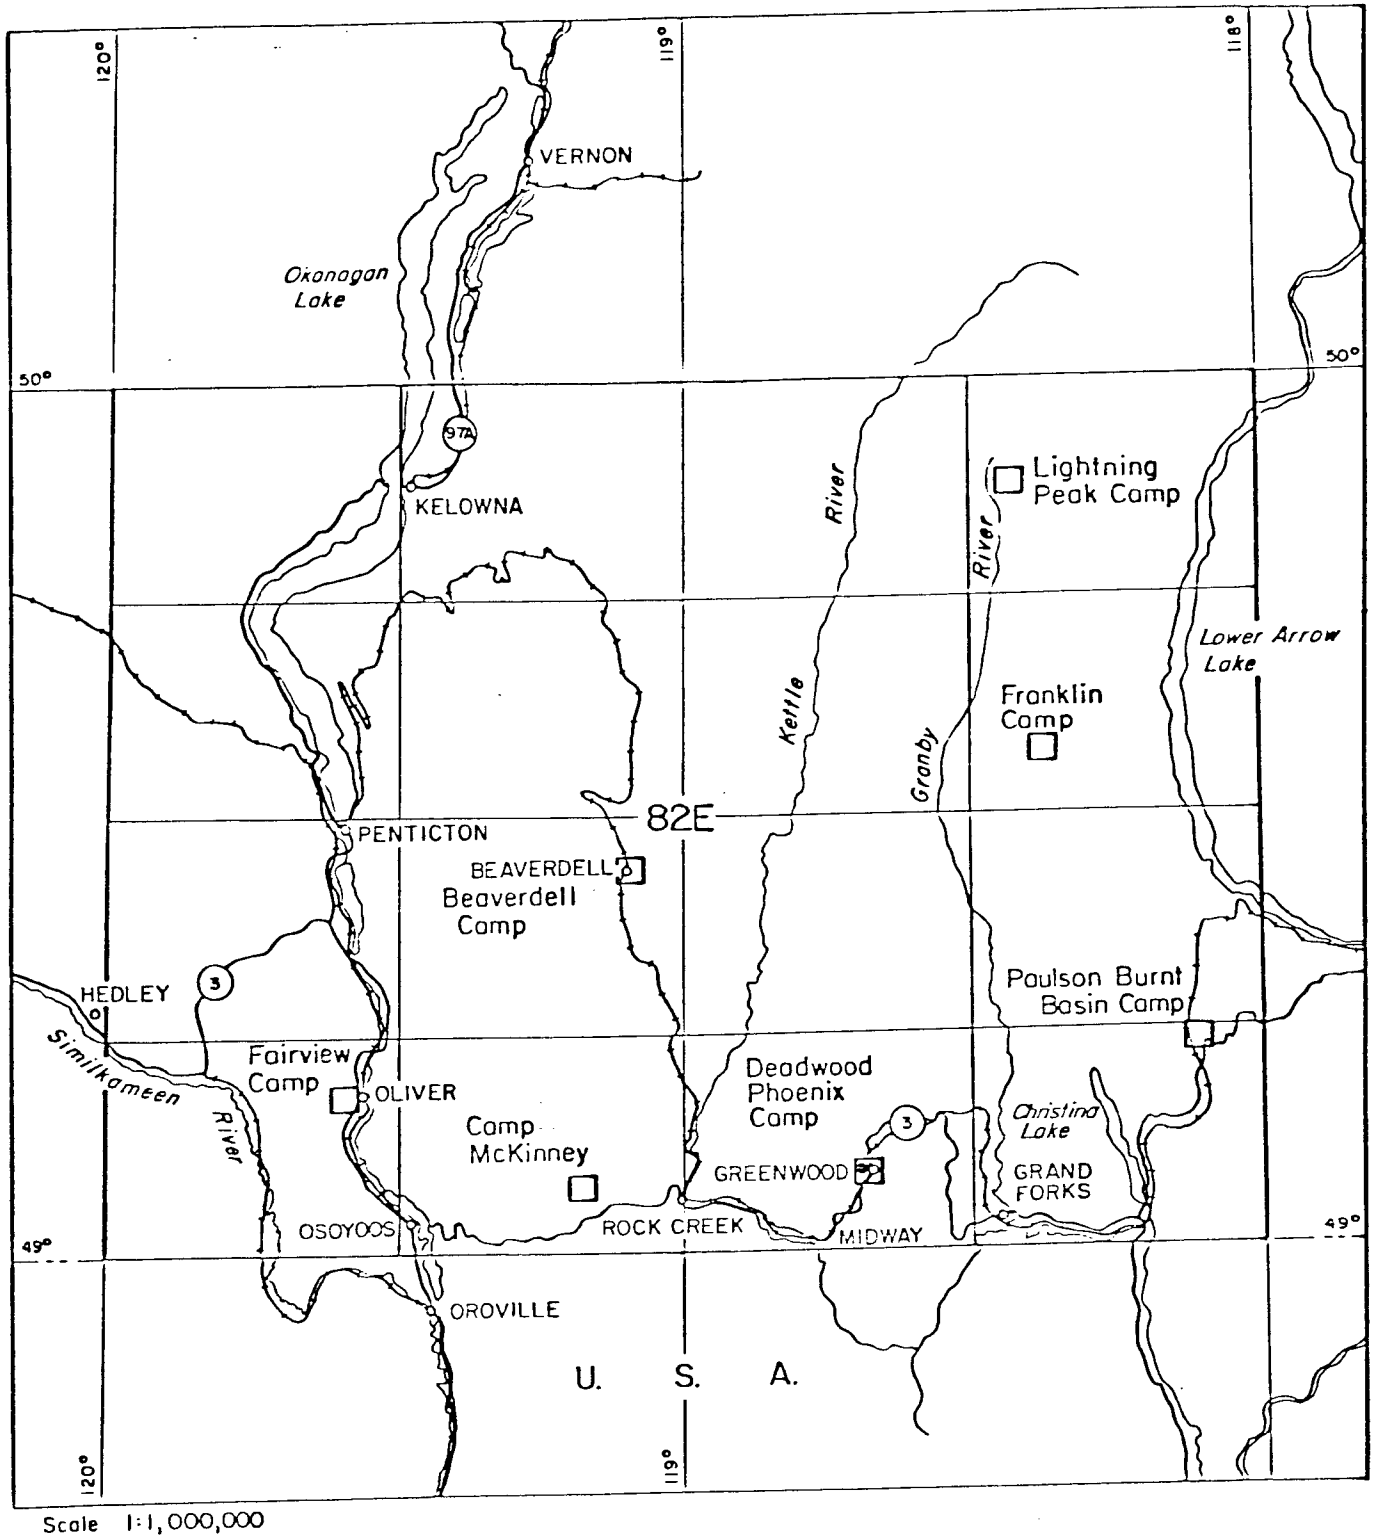 120°
119°
118°
VERNON
Okanagan
Lake
50°
50°
97A
KELOWNA
River
Lightning
Peak Camp
River
Lower Arrow
Lake
Franklin
Camp
Kettle
Granby
82E
PENTICTON
BEAVERDELL
Beaverdell
Camp
3
HEDLEY
Paulson Burnt
Basin Camp
Similkameen
River
Fairview
Camp
OLIVER
Deadwood
Phoenix
Camp
3
Christina
Lake
Camp
McKinney
GREENWOOD
GRAND
FORKS
OSOYOOS
ROCK CREEK
MIDWAY
49°
49°
OROVILLE
U. S. A.
120°
119°
Scale 1:1,000,000